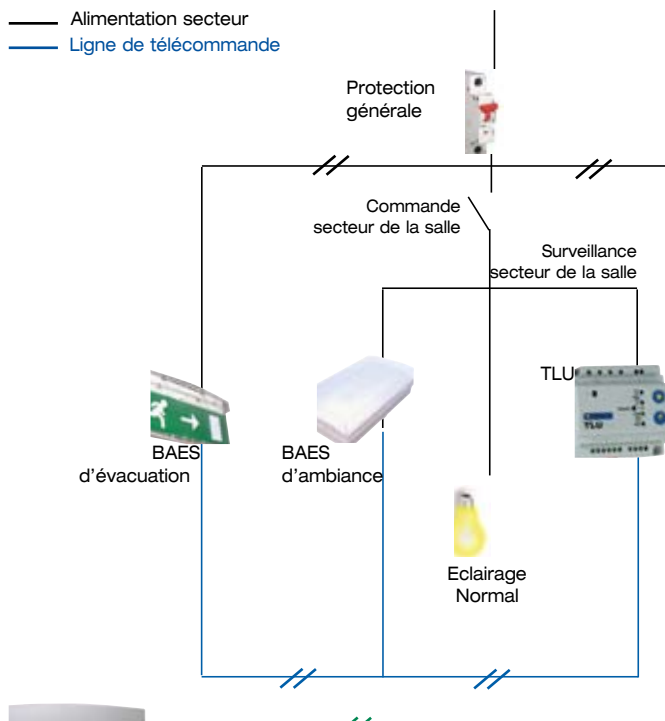 Alimentation secteur
Ligne de télécommande
Protection
générale
Commande
secteur de la salle
Surveillance
secteur de la salle
TLU
TLU
BAES
d'évacuation
BAES
d'ambiance
Eclairage
Normal